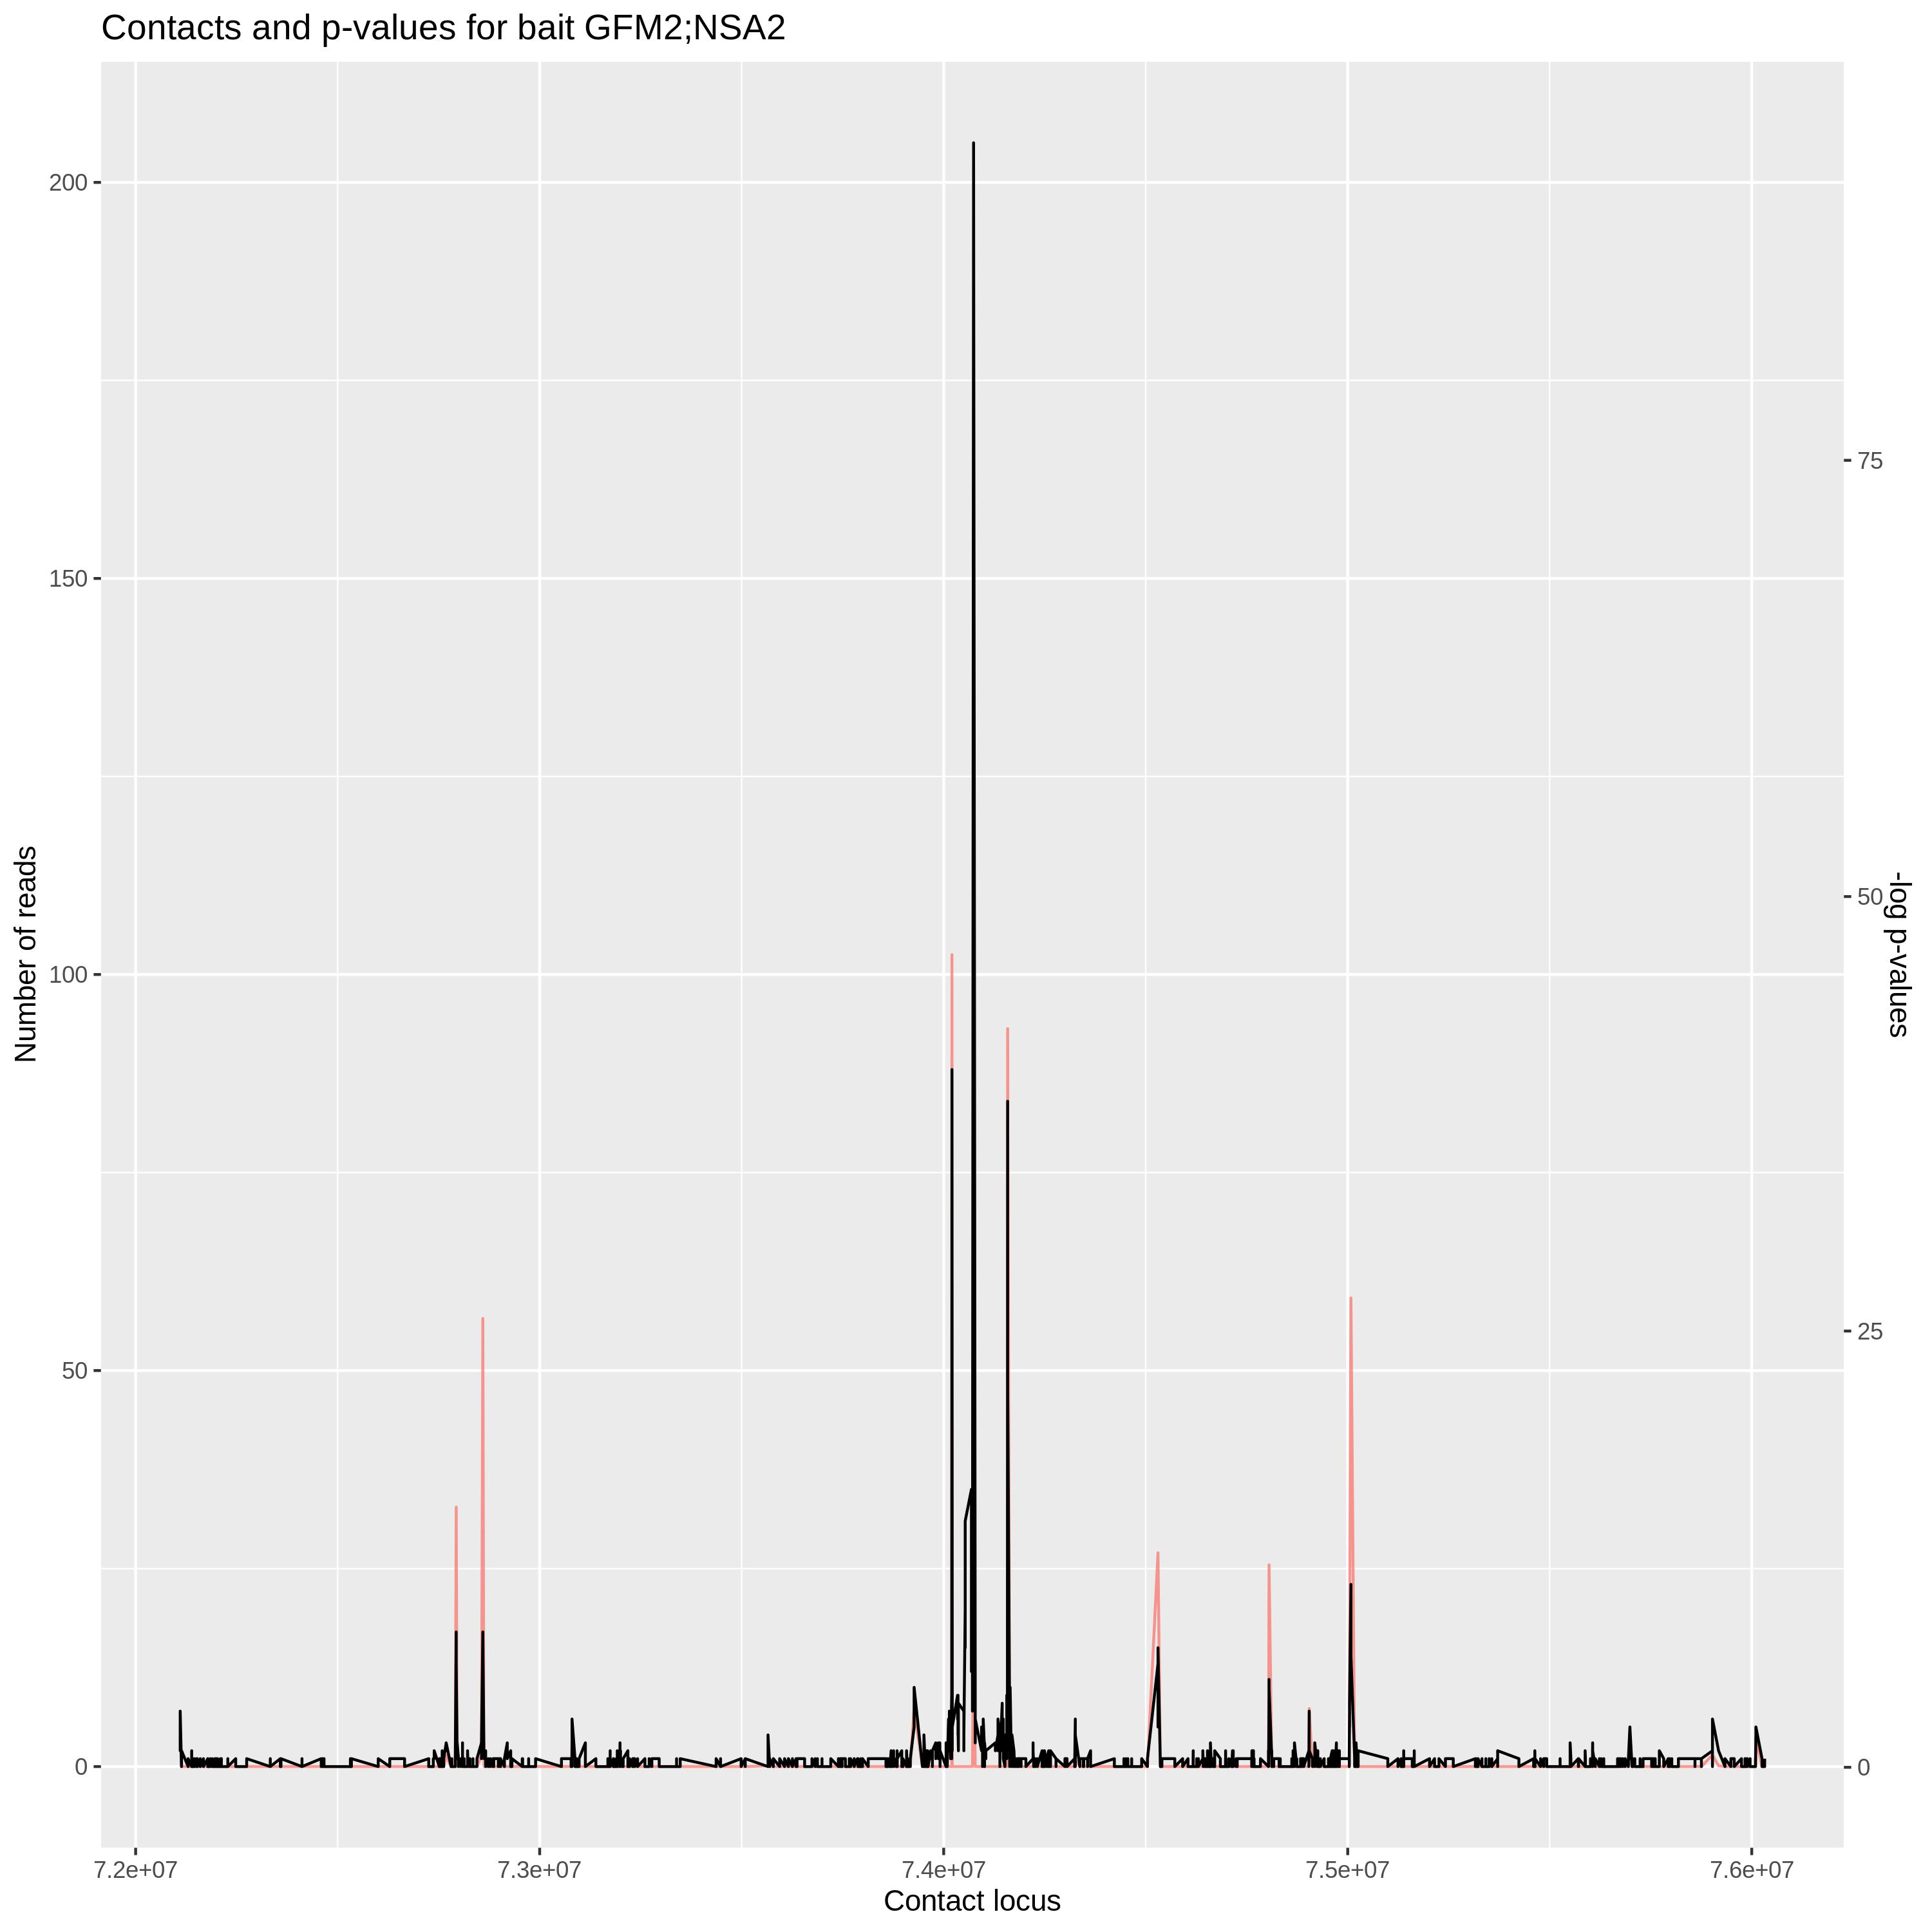 Contacts and p-values for bait GFM2;NSA2
200
150
100
50
0
Number of reads
75
50
25
0
-log p-values
7.2e+07 7.3e+07 7.4e+07 7.5e+07 7.6e+07
Contact locus